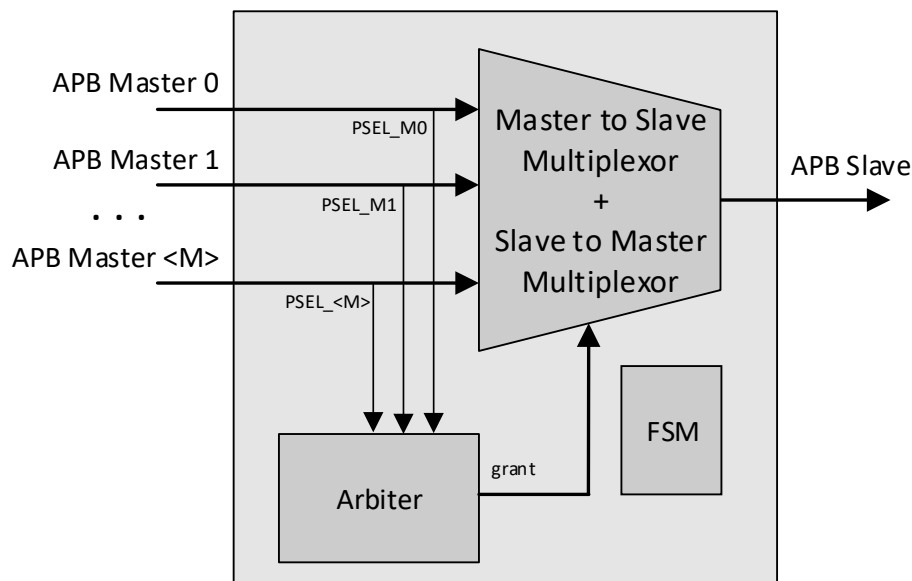 APB Master 0
PSEL_M0
APB Master 1
PSEL_M1
. . .
APB Master <M>
PSEL_<M>
Master to Slave
Multiplexor
+
Slave to Master
Multiplexor
APB Slave
FSM
grant
Arbiter